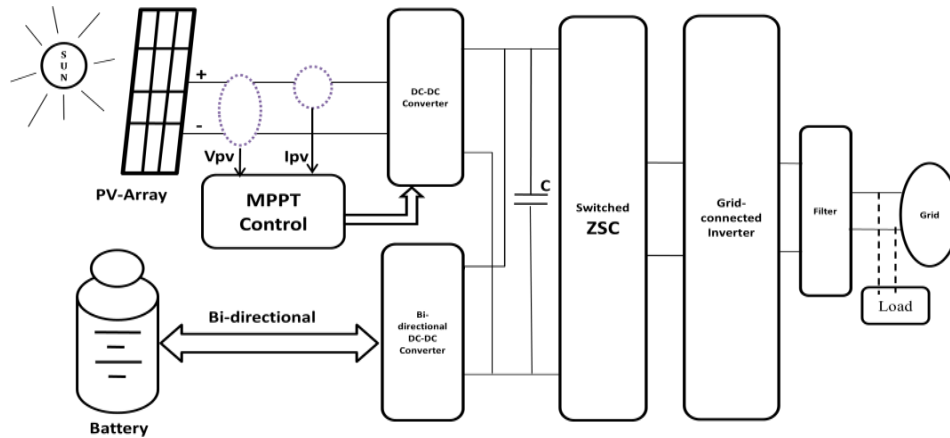 S
U
N
+
-
PV-Array
Vpv
Ipv
MPPT
Control
DC-DC
Converter
C
Switched
ZSC
Grid-
connected
Inverter
Filter
Grid
Load
Battery
Bi-directional
Bi-
directional
DC-DC
Converter